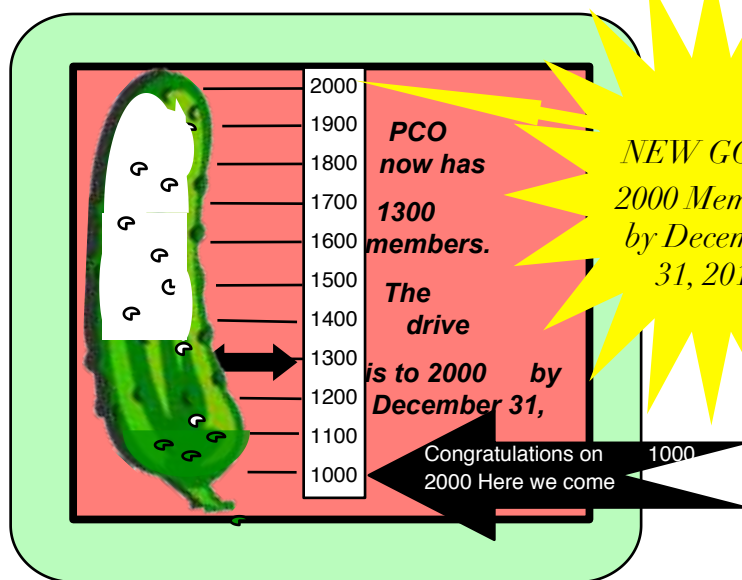 2000
1900
1800
1700
1600
1500
1400
1300
1200
1100
1000
PCO
now has
1300
members.
The
drive
is to 2000 by
December 31,
NEW GO
2000 Mem
by Decem
31, 201
Congratulations on 1000
2000 Here we come